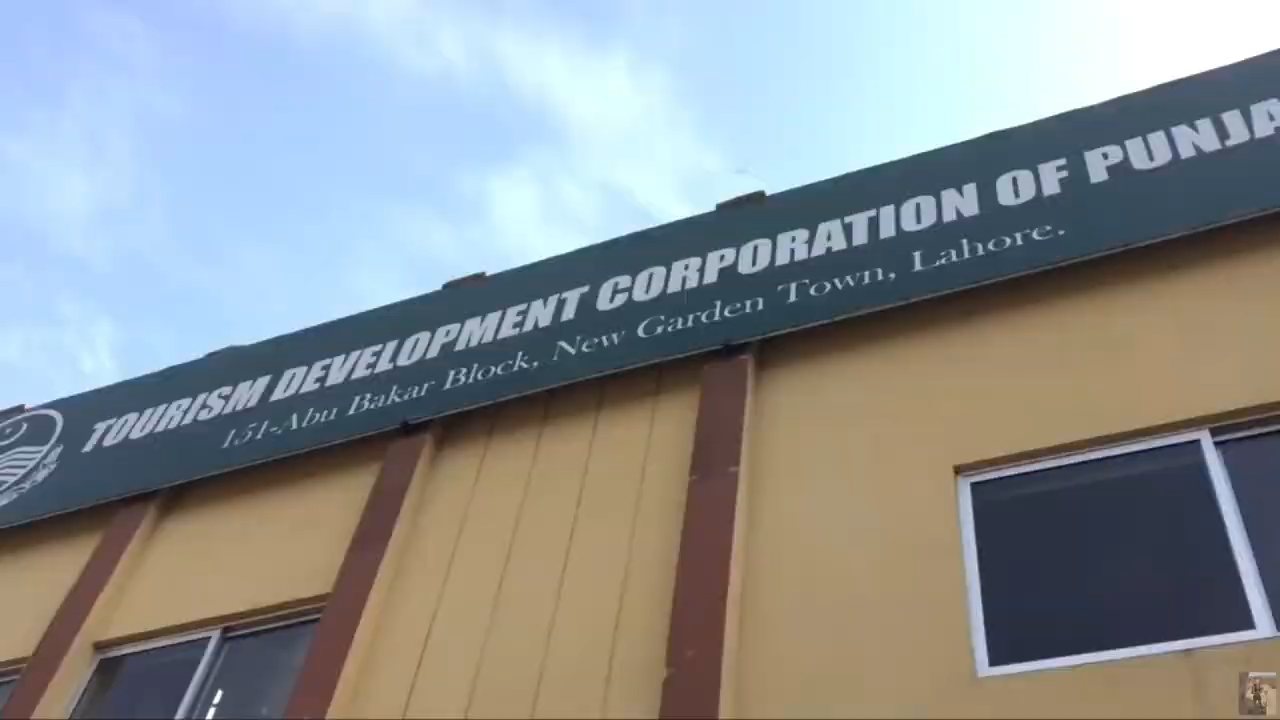 TOURISM DEVELOPMENT CORPORATION OF PUNJA
151-Abu Bakar Block, New Garden Town, Lahore.